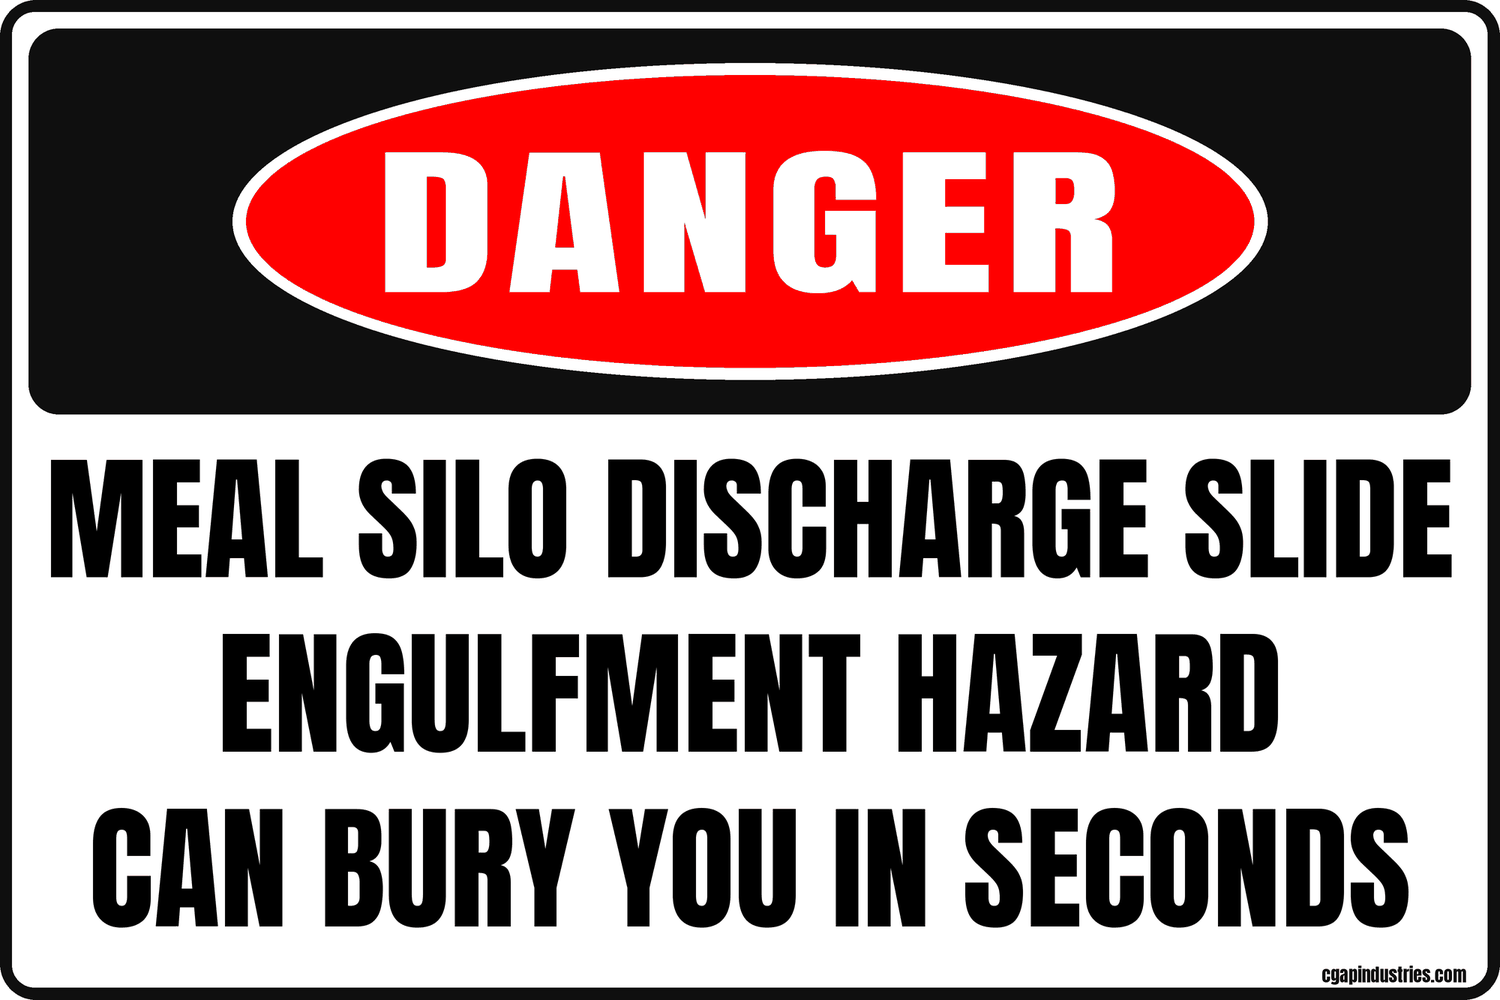 DANGER
MEAL SILO DISCHARGE SLIDE
ENGULFMENT HAZARD
CAN BURY YOU IN SECONDS
cgapindustries.com